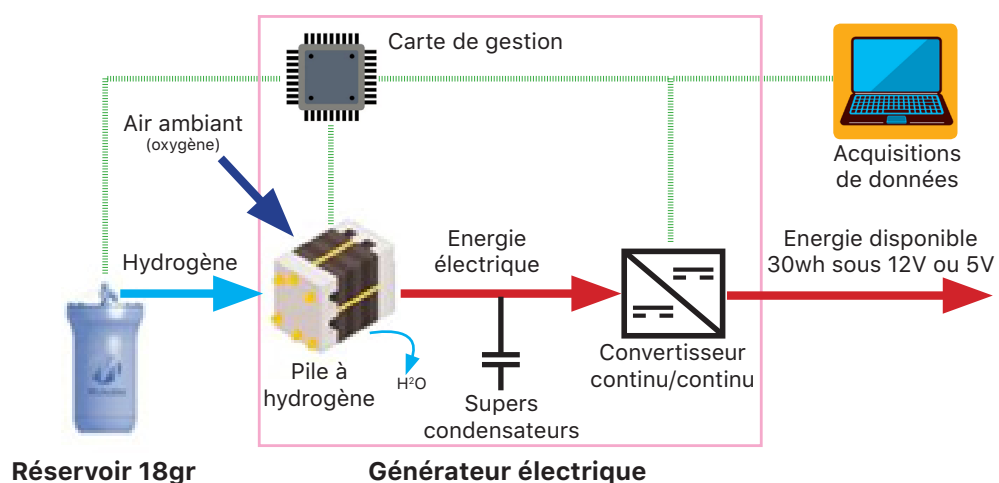 Carte de gestion
Air ambiant
(oxygène)
Acquisitions
de données
Hydrogène
Energie
électrique
Energie disponible
30wh sous 12V ou 5V
Pile à
hydrogène
H²O
Supers
condensateurs
Convertisseur
continu/continu
Réservoir 18gr
Générateur électrique